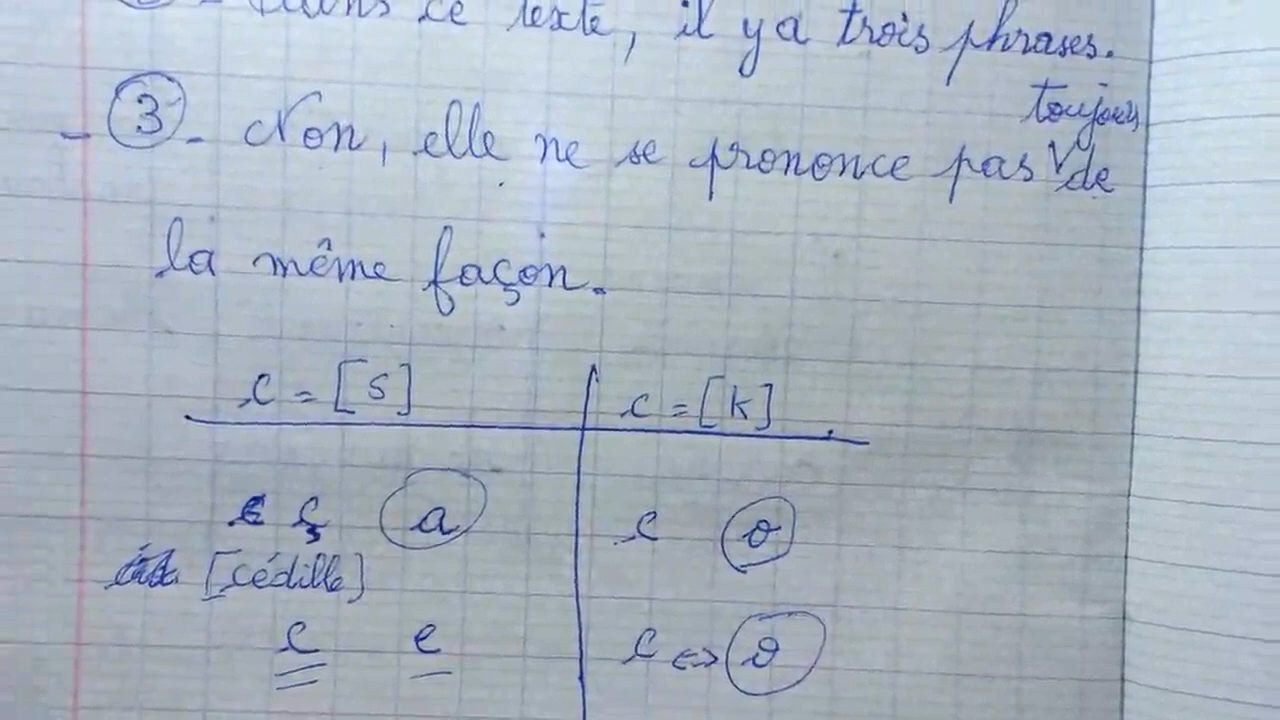 - Dans ce texte, il y a trois phrases.
toujours
- 3 - Non, elle ne se prononce pas v de
la même façon.
c = [s] c = [k]
ç a c o
[cédille]
c e c <=> o